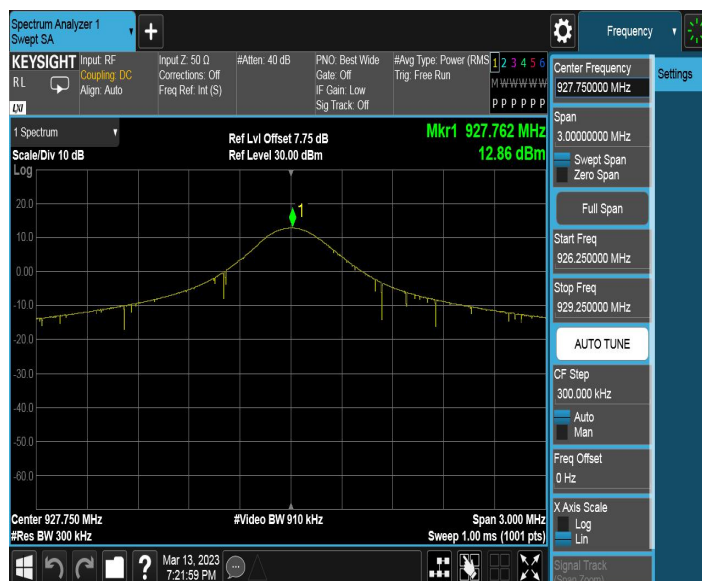 Spectrum Analyzer 1
Swept SA
Frequency
KEYSIGHT
RL
LXI
Input: RF
Coupling: DC
Align: Auto
Input Z: 50 Ω
Corrections: Off
Freq Ref: Int (S)
#Atten: 40 dB
PNO: Best Wide
Gate: Off
IF Gain: Low
Sig Track: Off
#Avg Type: Power (RMS
Trig: Free Run
1 2 3 4 5 6
M W W W W W
P P P P P P
1 Spectrum
Scale/Div 10 dB
Log
Ref Lvl Offset 7.75 dB
Ref Level 30.00 dBm
Mkr1 927.762 MHz
12.86 dBm
1
20.0
10.0
0.00
-10.0
-20.0
-30.0
-40.0
-50.0
-60.0
Center 927.750 MHz
#Res BW 300 kHz
#Video BW 910 kHz
Span 3.000 MHz
Sweep 1.00 ms (1001 pts)
Center Frequency
927.750000 MHz
Settings
Span
3.00000000 MHz
Swept Span
Zero Span
Full Span
Start Freq
926.250000 MHz
Stop Freq
929.250000 MHz
AUTO TUNE
CF Step
300.000 kHz
Auto
Man
Freq Offset
0 Hz
X Axis Scale
Log
Lin
Signal Track
(Span Zoom)
Mar 13, 2023
7:21:59 PM